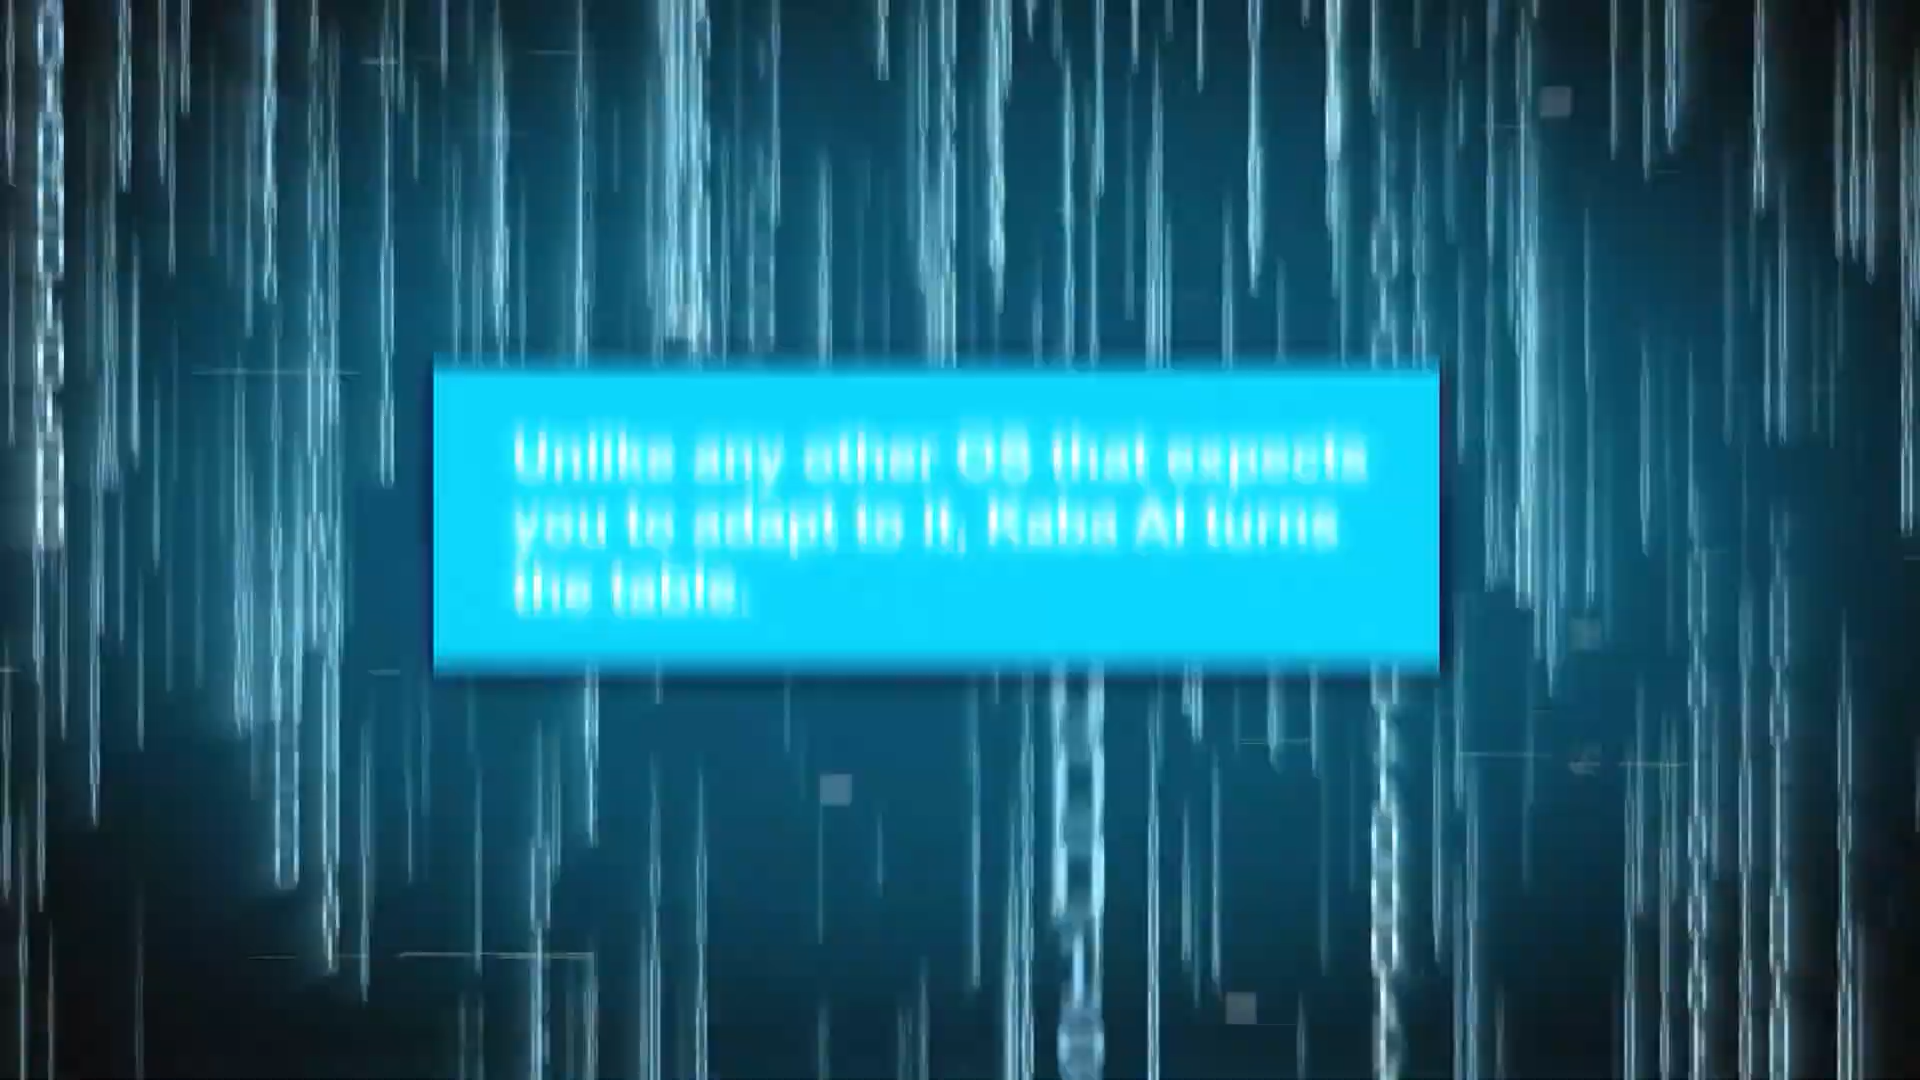 Unlike any other OS that expects
you to adapt to it, Kaba AI turns
the table.